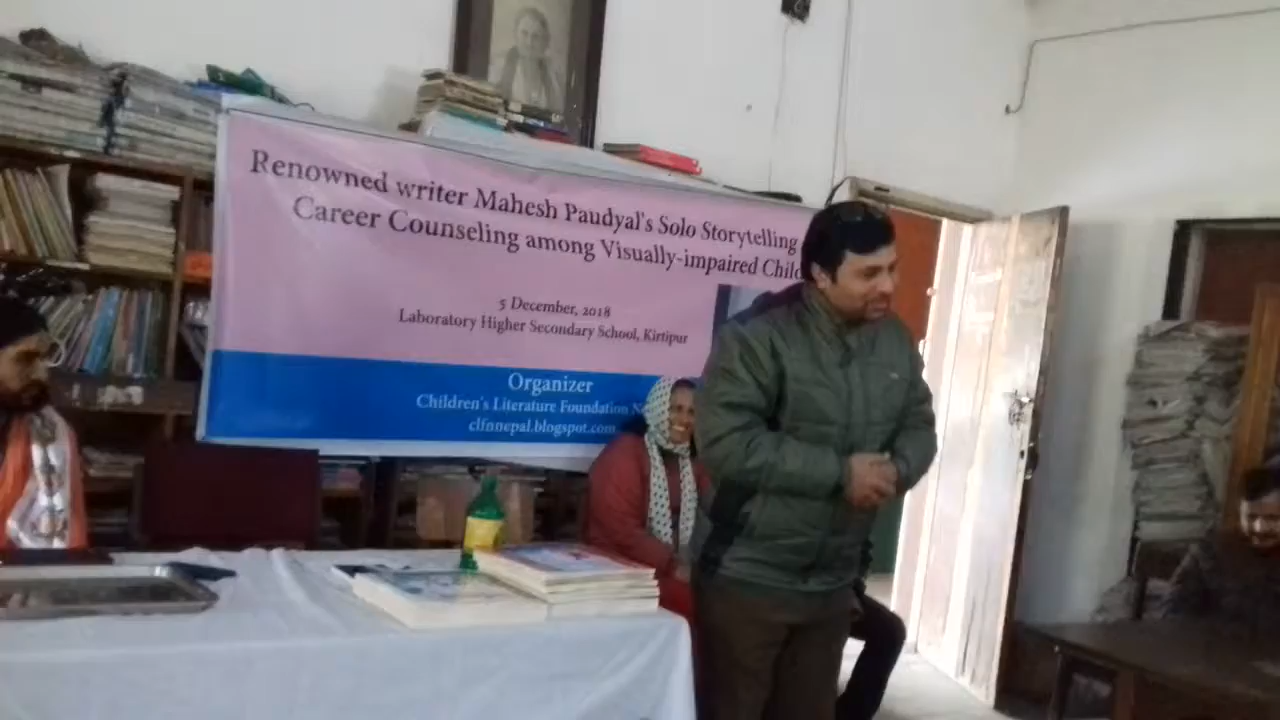 Renowned writer Mahesh Paudyal's Solo Storytelling
Career Counseling among Visually-impaired
5 December, 2018
Laboratory Higher Secondary School, Kirtipur
Organizer
Children's Literature Foundation
clfnnepal.blogspot.com